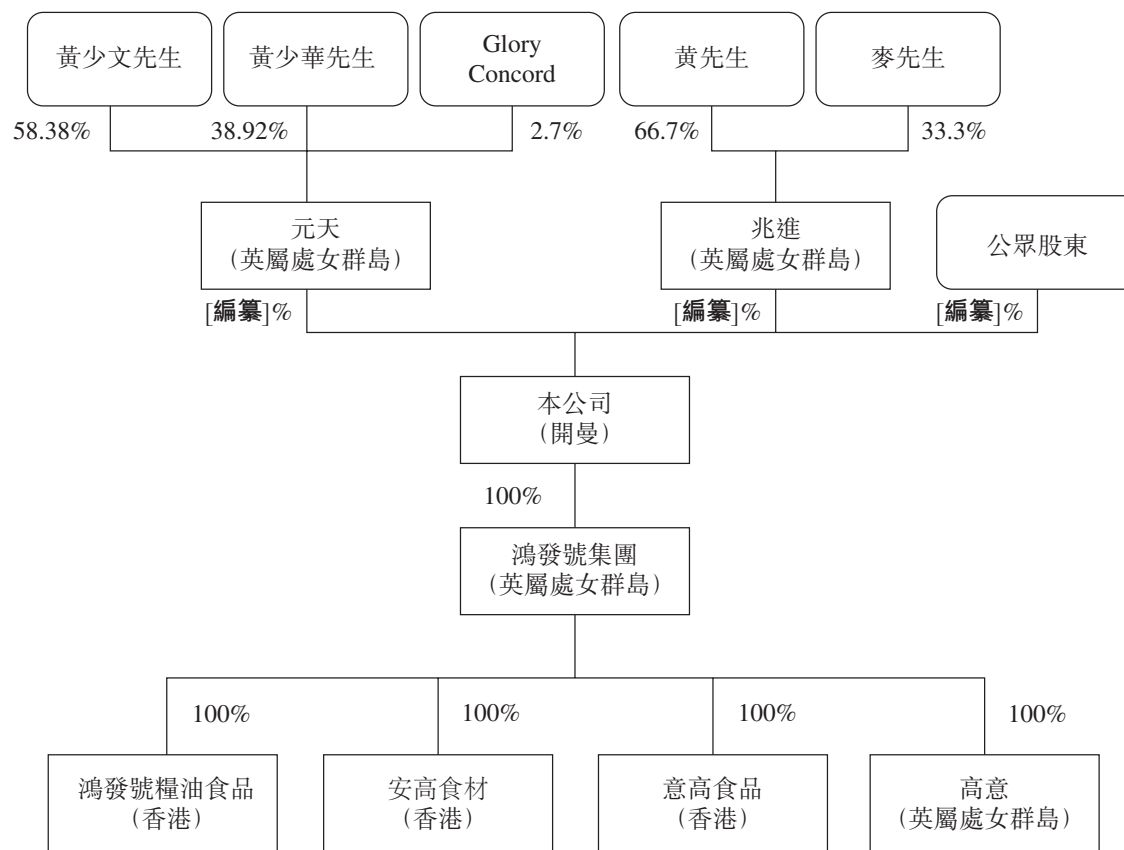 黃少文先生
黃少華先生
Glory
Concord
黃先生
麥先生
58.38%
38.92%
2.7%
66.7%
33.3%
元天
（英屬處女群島）
兆進
（英屬處女群島）
公眾股東
[編纂]%
[編纂]%
[編纂]%
本公司
（開曼）
100%
鴻發號集團
（英屬處女群島）
100%
100%
100%
100%
鴻發號糧油食品
（香港）
安高食材
（香港）
意高食品
（香港）
高意
（英屬處女群島）